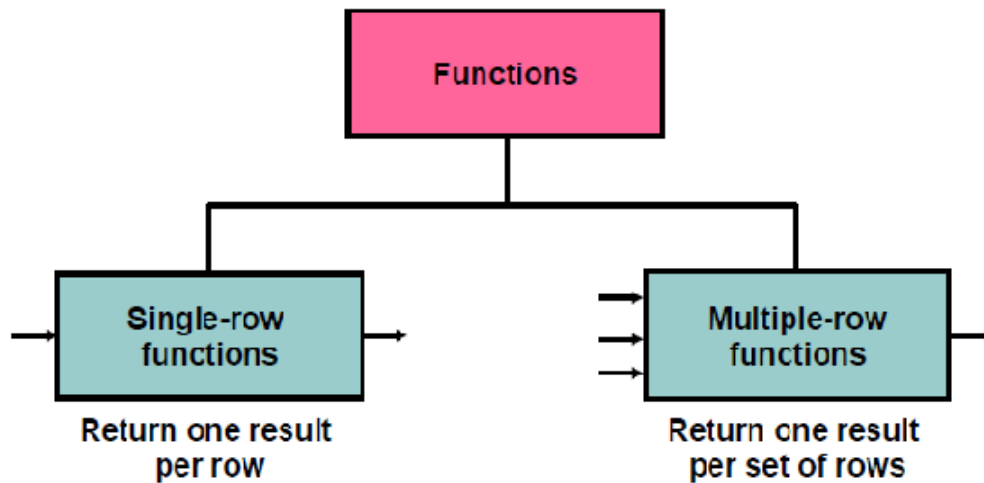 Functions
Single-row
functions
Multiple-row
functions
Return one result
per row
Return one result
per set of rows